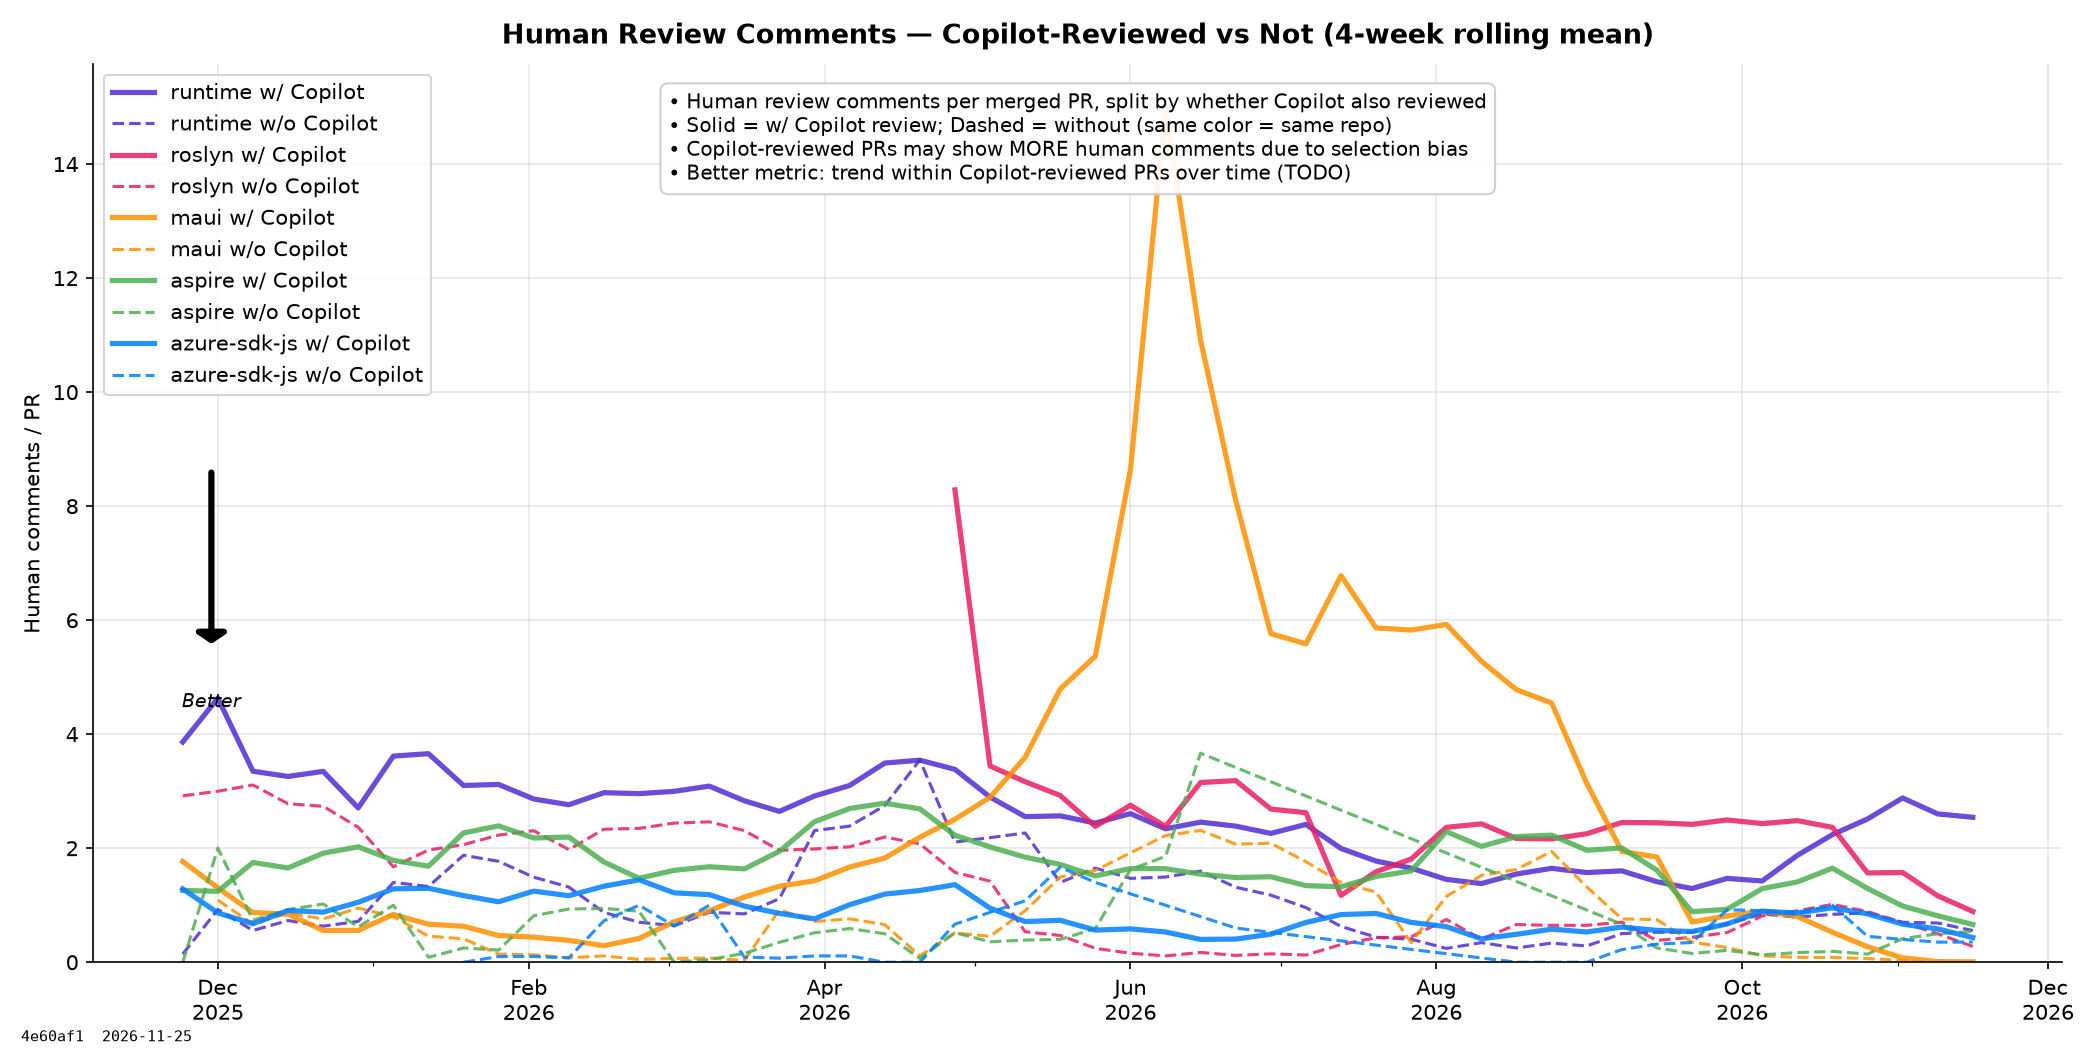 Human Review Comments — Copilot-Reviewed vs Not (4-week rolling mean)
runtime w/ Copilot
runtime w/o Copilot
roslyn w/ Copilot
roslyn w/o Copilot
maui w/ Copilot
maui w/o Copilot
aspire w/ Copilot
aspire w/o Copilot
azure-sdk-js w/ Copilot
azure-sdk-js w/o Copilot
• Human review comments per merged PR, split by whether Copilot also reviewed
• Solid = w/ Copilot review; Dashed = without (same color = same repo)
• Copilot-reviewed PRs may show MORE human comments due to selection bias
• Better metric: trend within Copilot-reviewed PRs over time (TODO)
Human comments / PR
14
12
10
8
6
4
2
0
Better
Dec
2025
Feb
2026
Apr
2026
Jun
2026
Aug
2026
Oct
2026
Dec
2026
4e60af1 2026-11-25